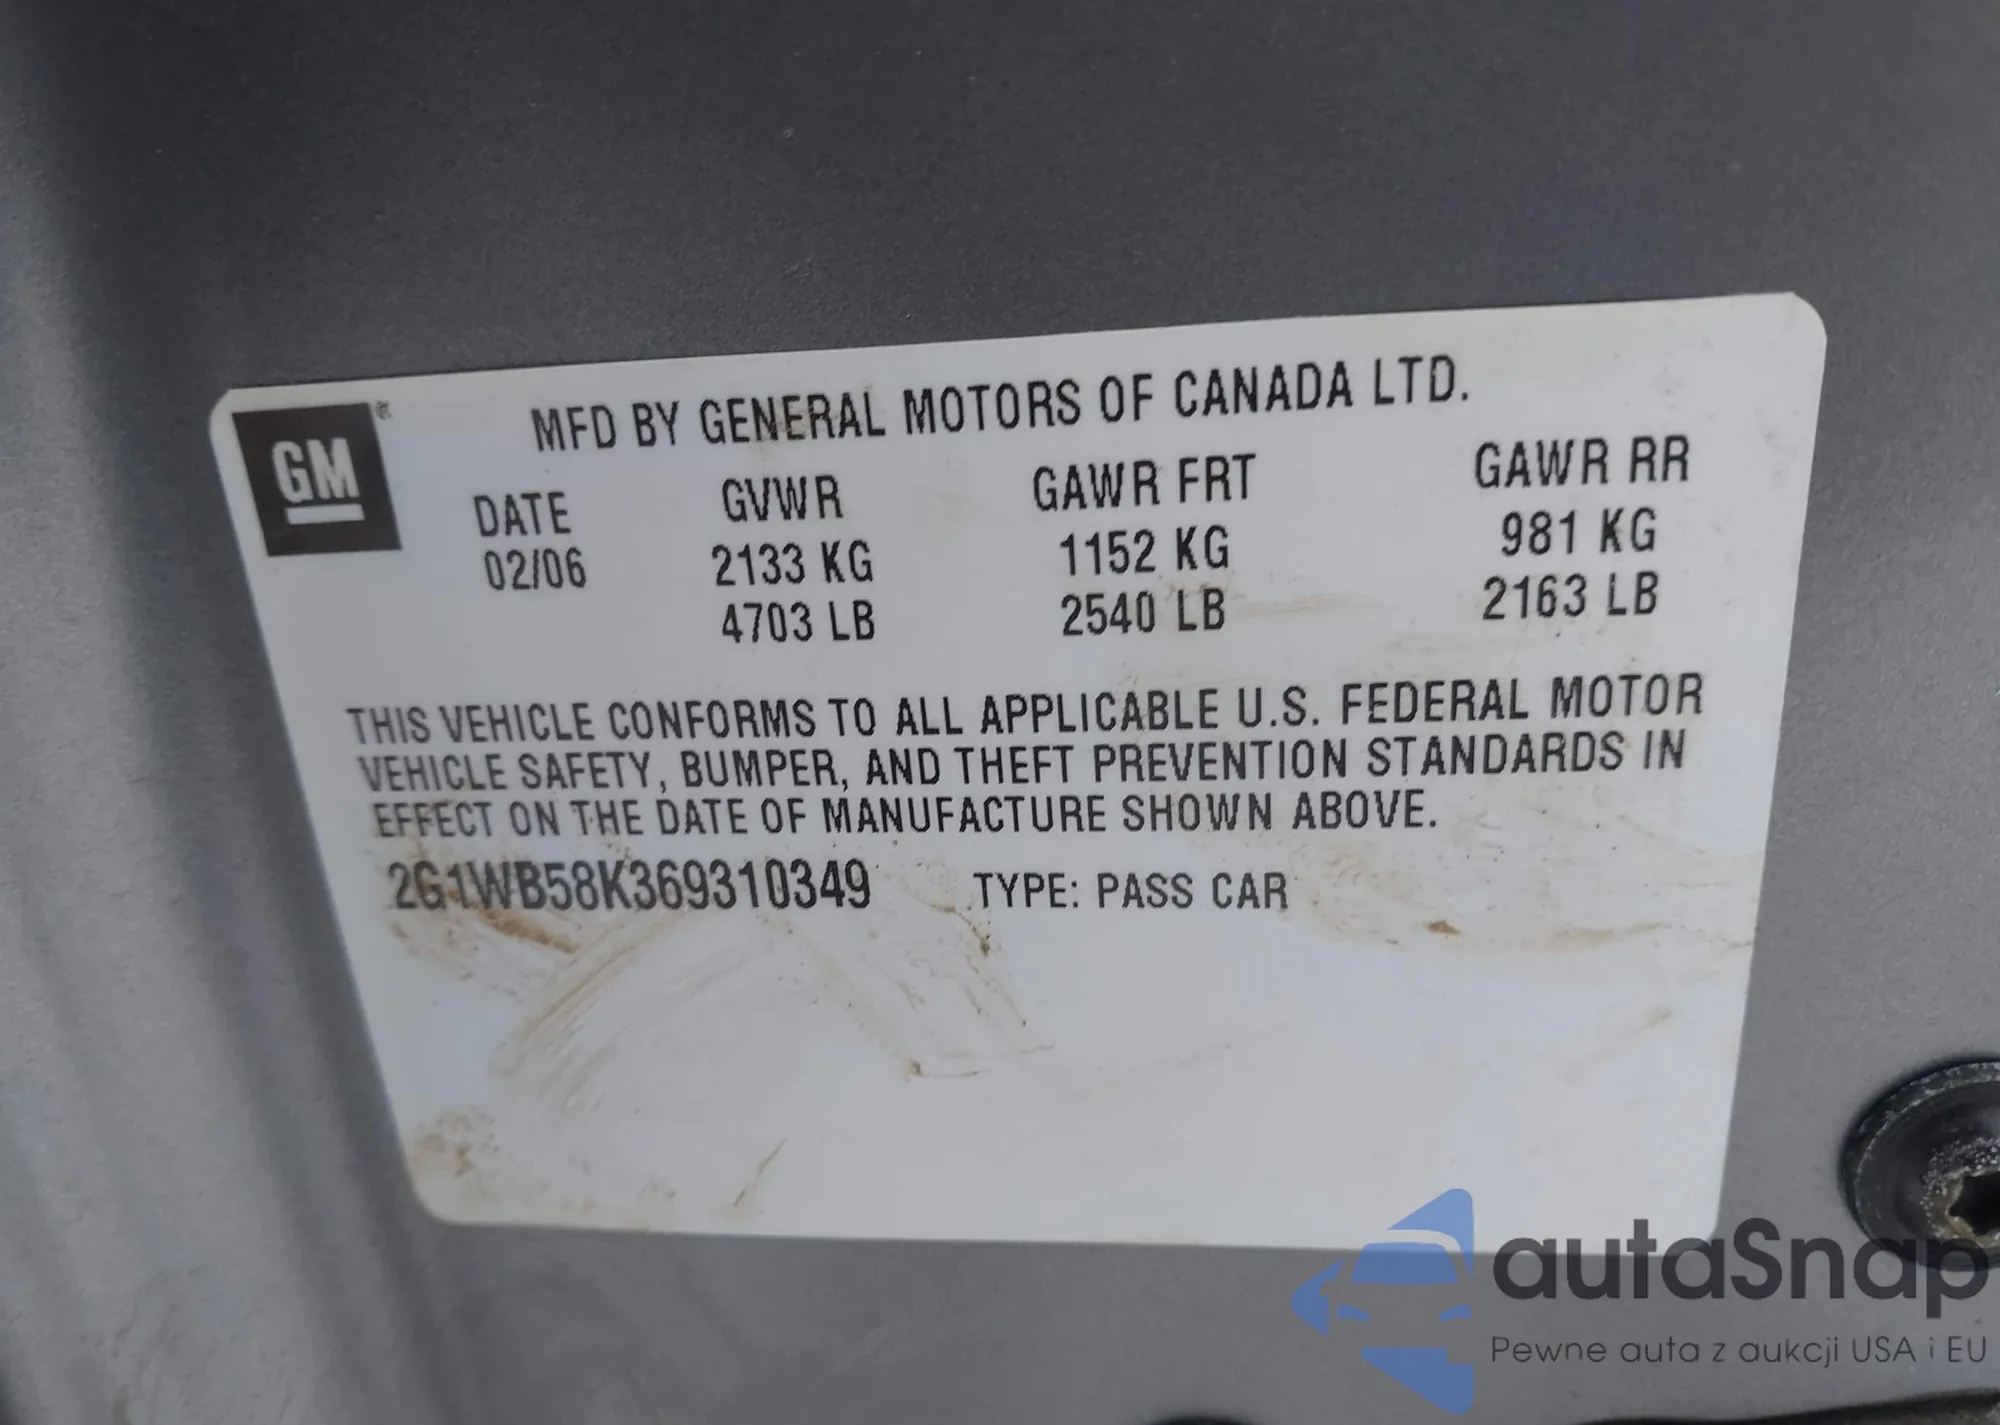 GM
MFD BY GENERAL MOTORS OF CANADA LTD.
DATE GVWR GAWR FRT GAWR RR
02/06 2133 KG 1152 KG 981 KG
4703 LB 2540 LB 2163 LB
THIS VEHICLE CONFORMS TO ALL APPLICABLE U.S. FEDERAL MOTOR
VEHICLE SAFETY, BUMPER, AND THEFT PREVENTION STANDARDS IN
EFFECT ON THE DATE OF MANUFACTURE SHOWN ABOVE.
2G1WB58K369310349 TYPE: PASS CAR
autaSnap
Pewne auta z aukcji USA i EU